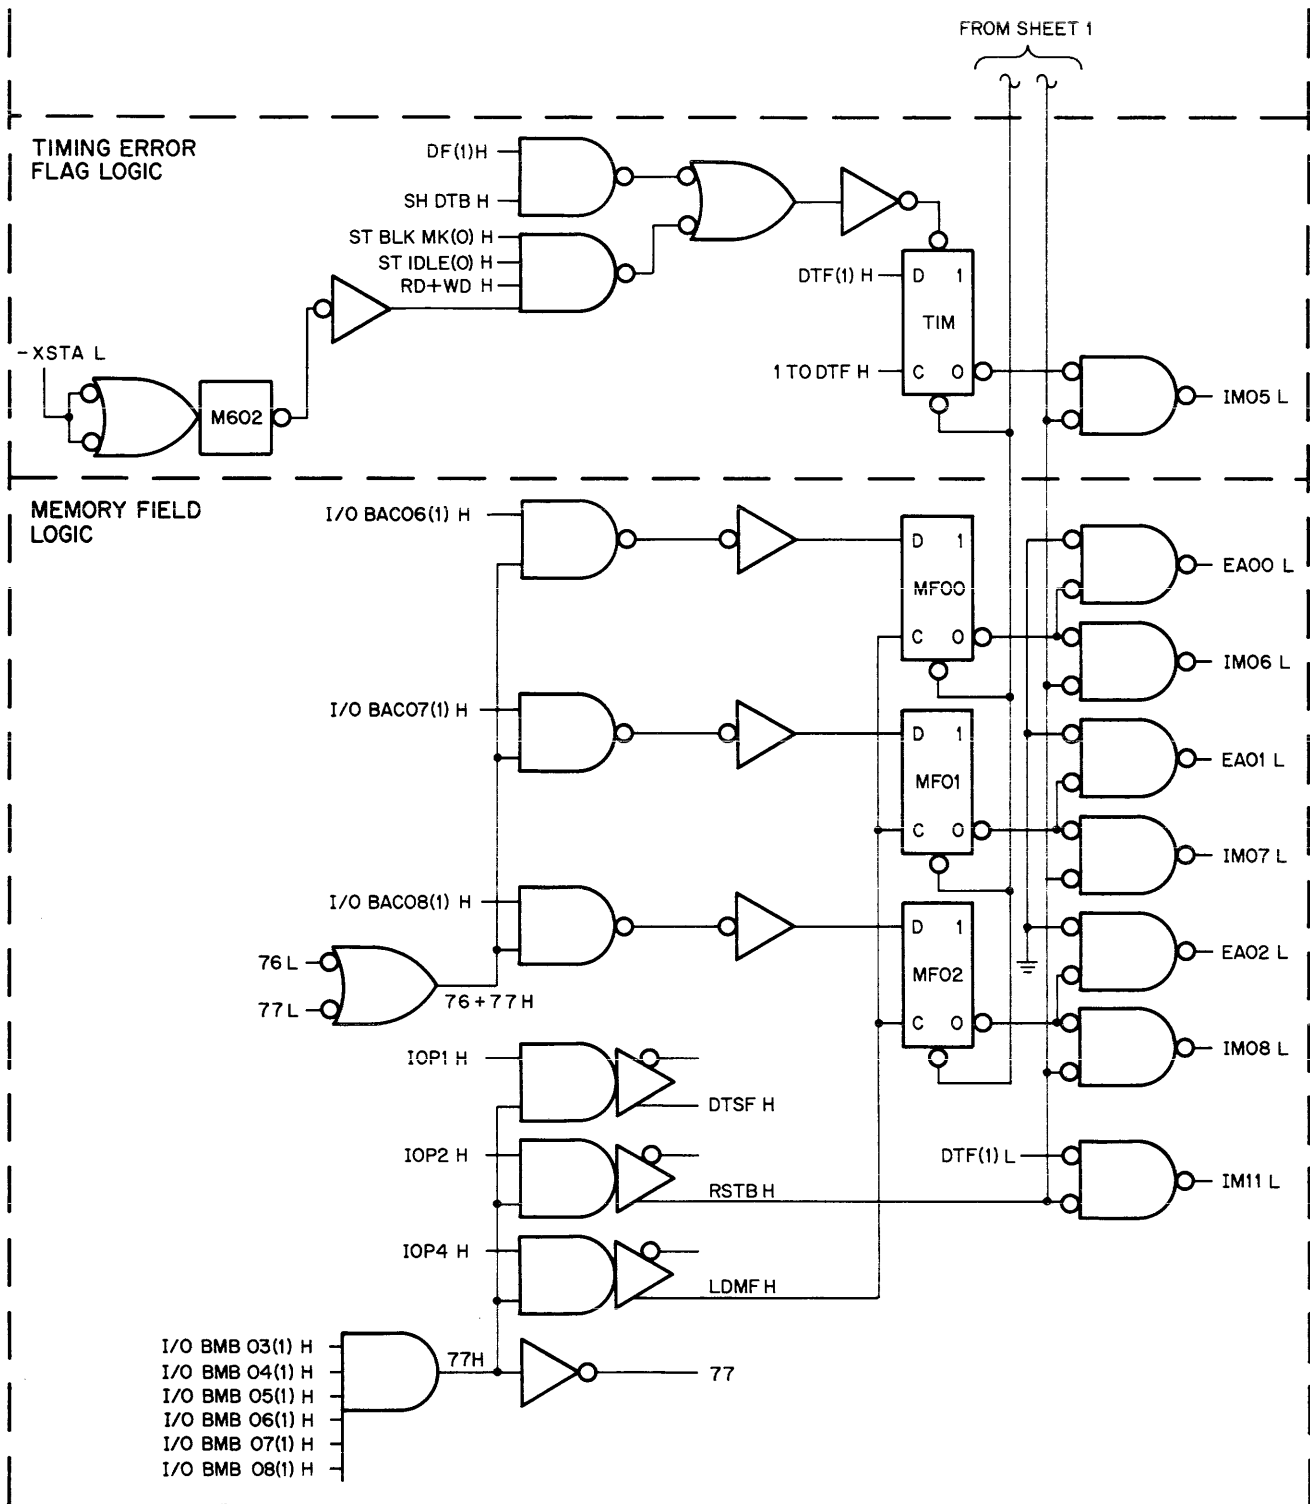 FROM SHEET 1
TIMING ERROR
FLAG LOGIC
DF(1)H
SH DTB H
ST BLK MK(0) H
ST IDLE(0) H
RD+WD H
DTF(1) H
D 1
TIM
1 TO DTF H
C 0
IM05 L
-XSTA L
M602
MEMORY FIELD
LOGIC
I/O BAC06(1) H
D 1
MF00
C 0
EA00 L
IM06 L
I/O BAC07(1) H
D 1
MF01
C 0
EA01 L
IM07 L
I/O BAC08(1) H
D 1
MF02
C 0
EA02 L
IM08 L
76 L
77 L
76+77H
IOP1 H
DTSF H
IOP2 H
RSTB H
DTF(1) L
IM11 L
IOP4 H
LDMF H
I/O BMB 03(1) H
I/O BMB 04(1) H
I/O BMB 05(1) H
I/O BMB 06(1) H
I/O BMB 07(1) H
I/O BMB 08(1) H
77H
77